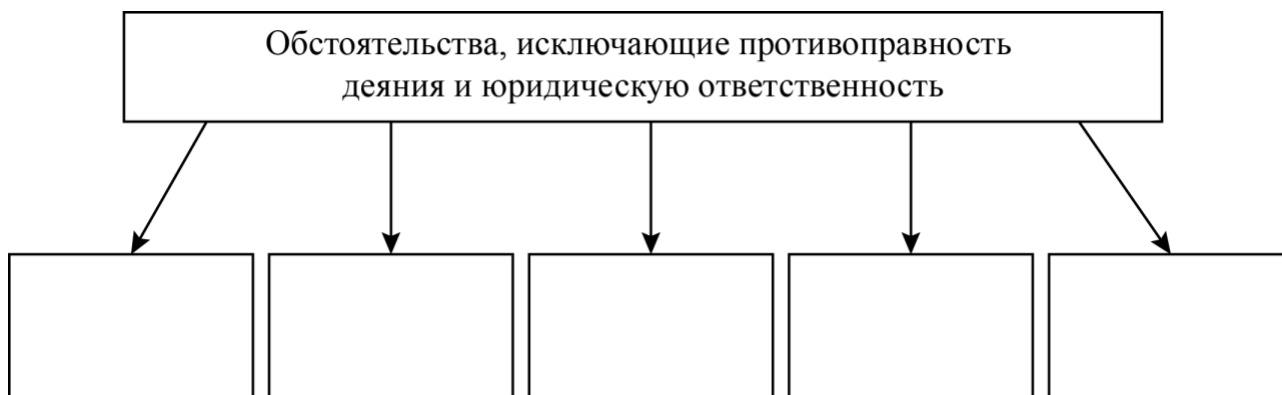 Обстоятельства, исключающие противоправность
деяния и юридическую ответственность